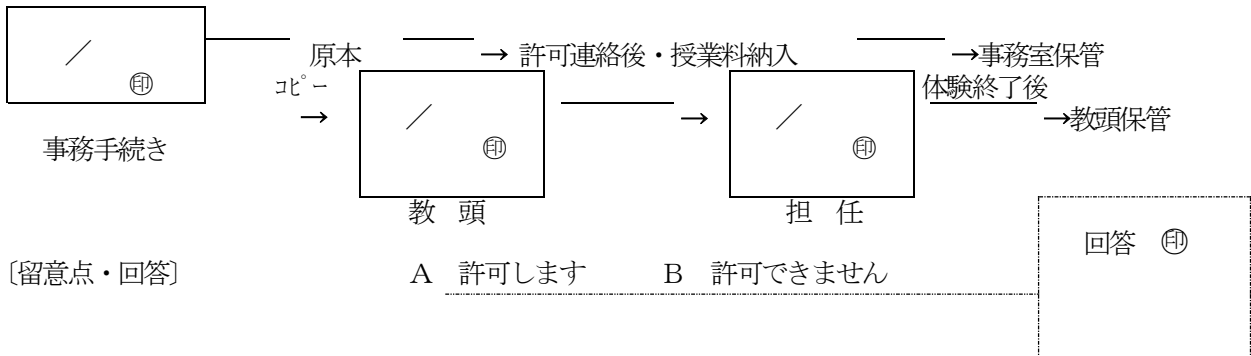 原本 → 許可連絡後・授業料納入 →事務室保管
／ ㊞ コピー → ／ ㊞ → ／ ㊞ 体験終了後 →教頭保管
事務手続き
教 頭 担 任
回答 ㊞
〔留意点・回答〕 A 許可します B 許可できません